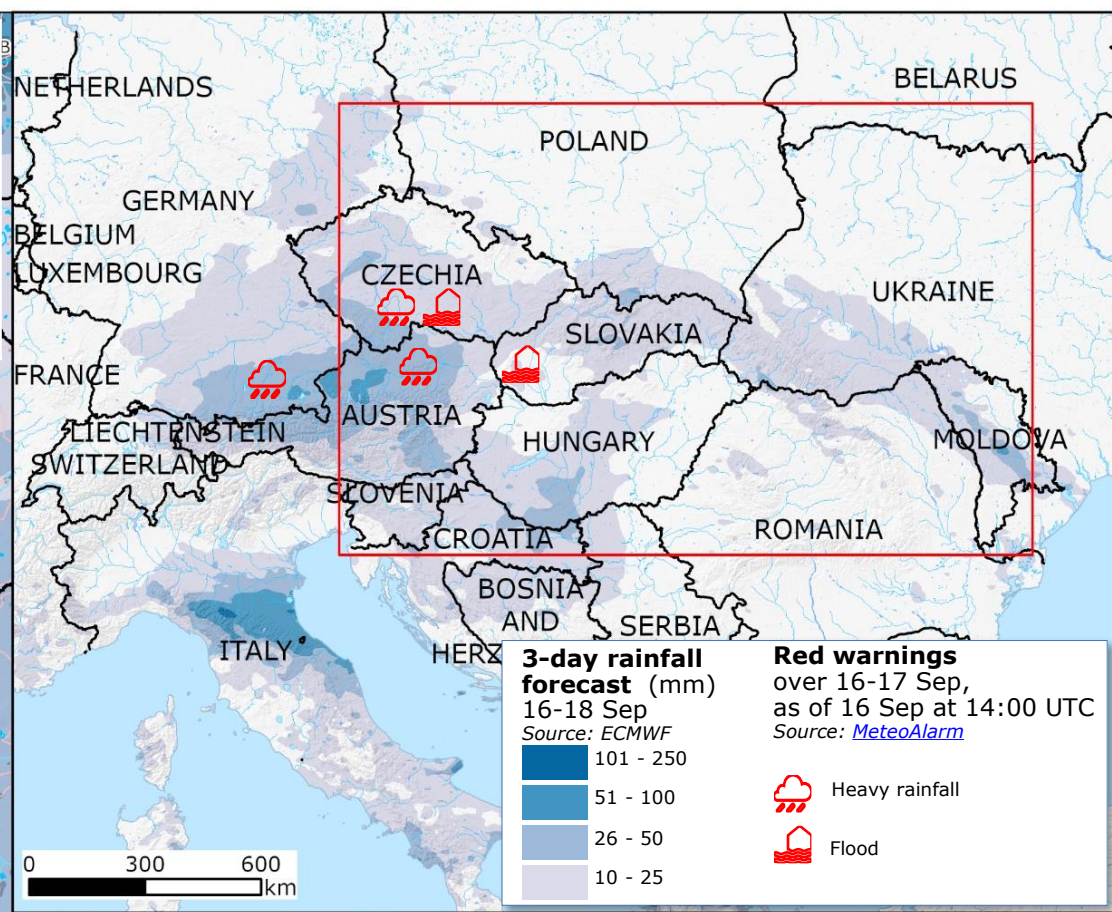 B
NETHERLANDS
BELARUS
POLAND
GERMANY
BELGIUM
LUXEMBOURG
CZECHIA
UKRAINE
SLOVAKIA
FRANCE
AUSTRIA
LIECHTENSTEIN
HUNGARY
MOLDOVA
SWITZERLAND
SLOVENIA
ROMANIA
CROATIA
BOSNIA
AND
HERZ
SERBIA
ITALY
3-day rainfall
forecast (mm)
16-18 Sep
Source: ECMWF
101 - 250
51 - 100
26 - 50
10 - 25
Red warnings
over 16-17 Sep,
as of 16 Sep at 14:00 UTC
Source: MeteoAlarm
Heavy rainfall
Flood
0 300 600
km